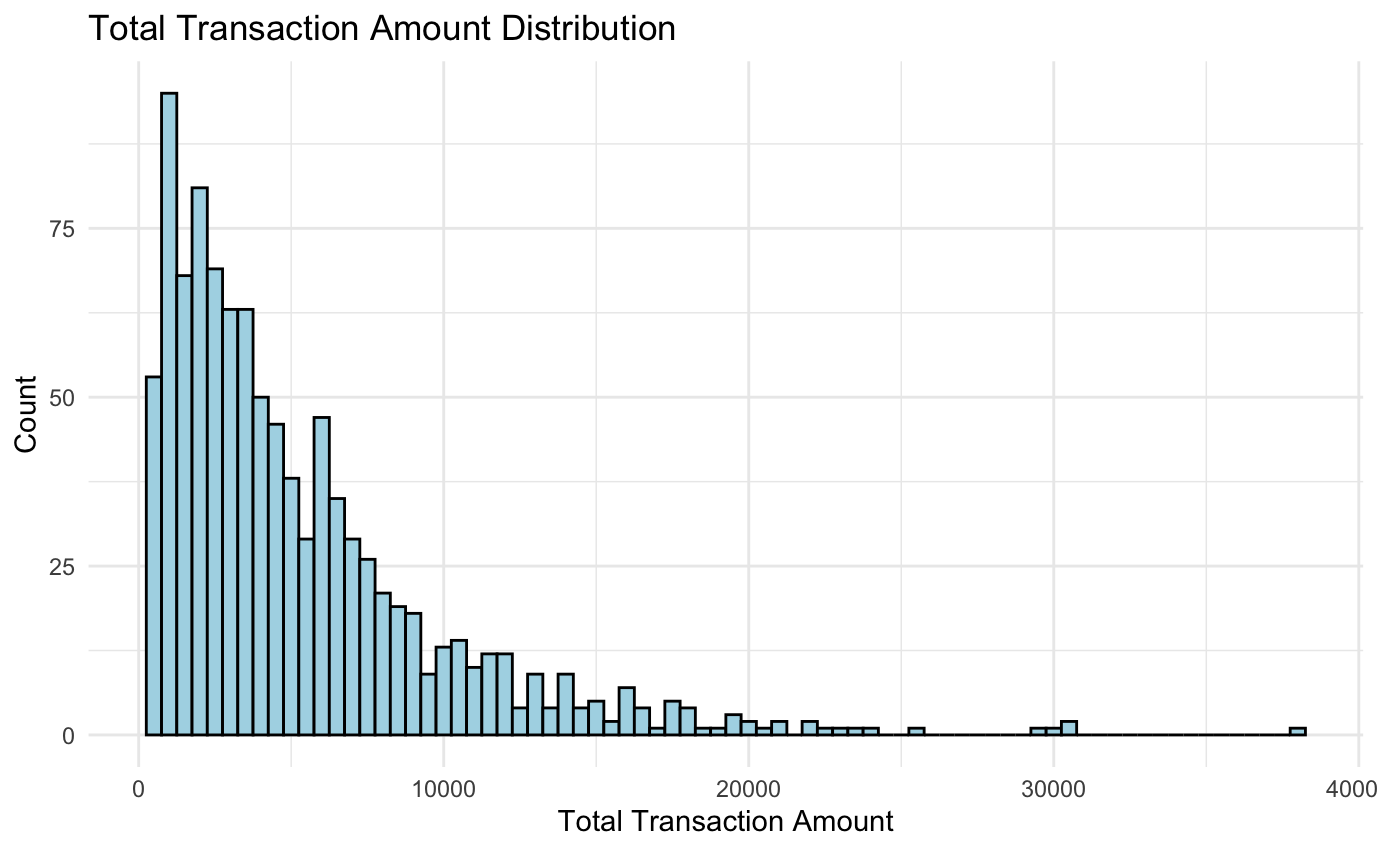 Total Transaction Amount Distribution
Count
75
50
25
0
0 10000 20000 30000 4000
Total Transaction Amount